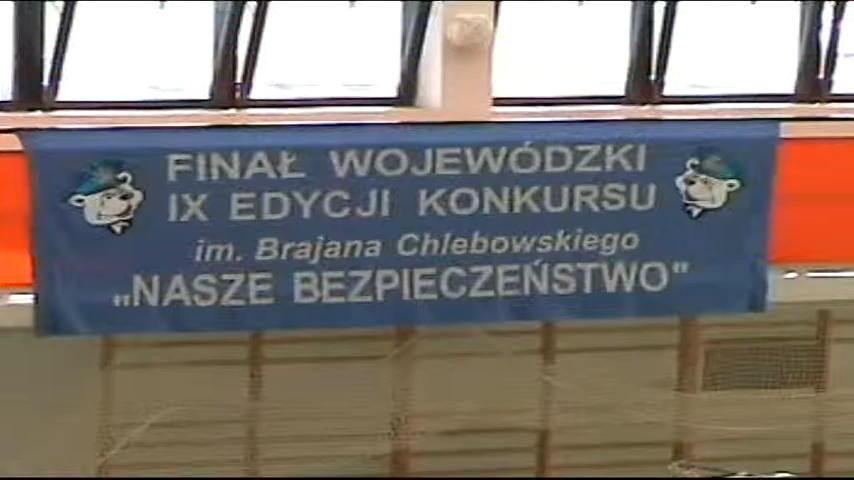 FINAŁ WOJEWÓDZKI
IX EDYCJI KONKURSU
im. Brajana Chlebowskiego
„NASZE BEZPIECZEŃSTWO"